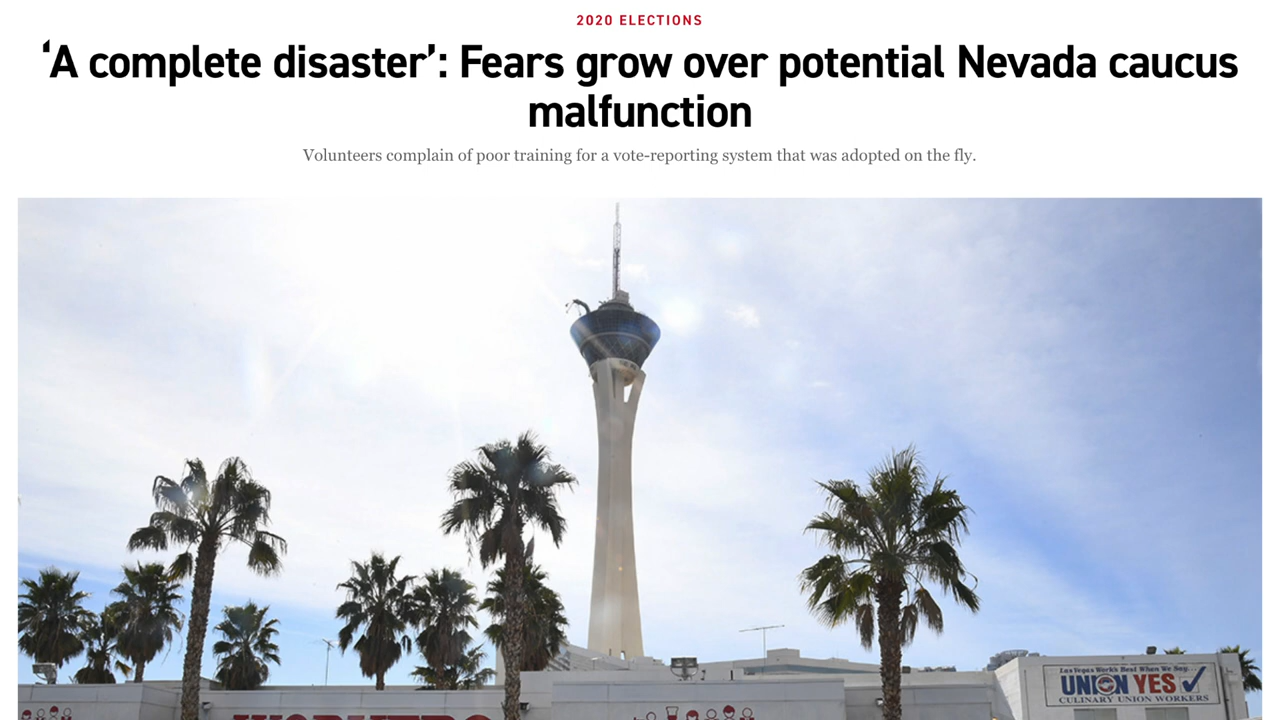 2020 ELECTIONS
‘A complete disaster’: Fears grow over potential Nevada caucus
malfunction
Volunteers complain of poor training for a vote-reporting system that was adopted on the fly.
Las Vegas Works Best When We Say...
UNION YES
CULINARY UNION WORKERS
WORKERS